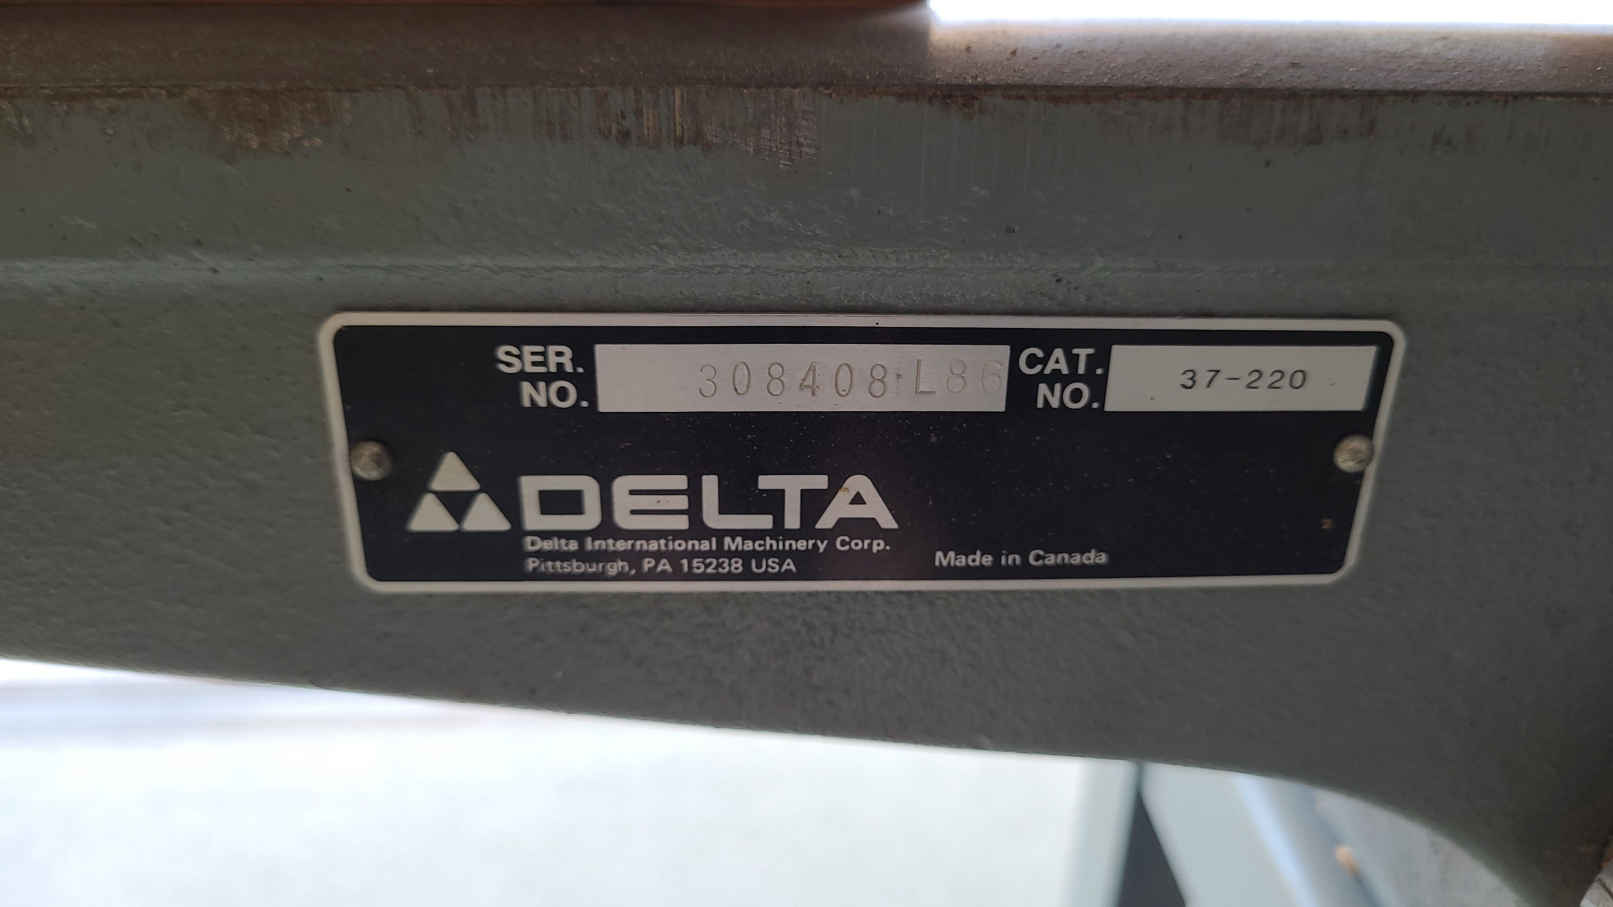 SER. NO. 308408 L86 CAT. NO. 37-220
DELTA
Delta International Machinery Corp.
Pittsburgh, PA 15238 USA
Made in Canada